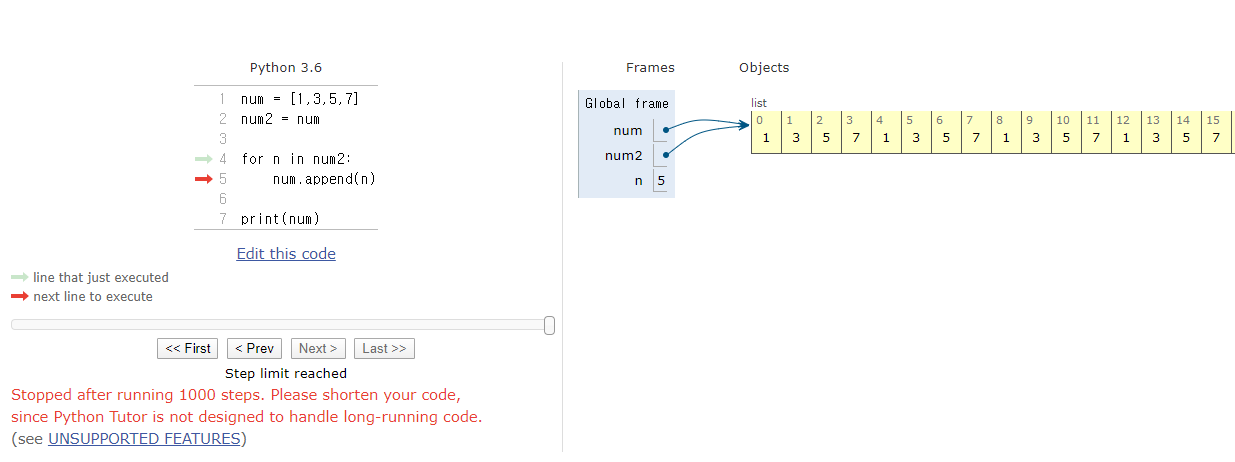 Python 3.6
1 num = [1,3,5,7]
2 num2 = num
3
4 for n in num2:
5     num.append(n)
6
7 print(num)
Edit this code
line that just executed
next line to execute
<< First < Prev Next > Last >>
Step limit reached
Stopped after running 1000 steps. Please shorten your code,
since Python Tutor is not designed to handle long-running code.
(see UNSUPPORTED FEATURES)
Frames Objects
Global frame
num
num2
n 5
list
0 1 2 3 4 5 6 7 8 9 10 11 12 13 14 15
1 3 5 7 1 3 5 7 1 3 5 7 1 3 5 7